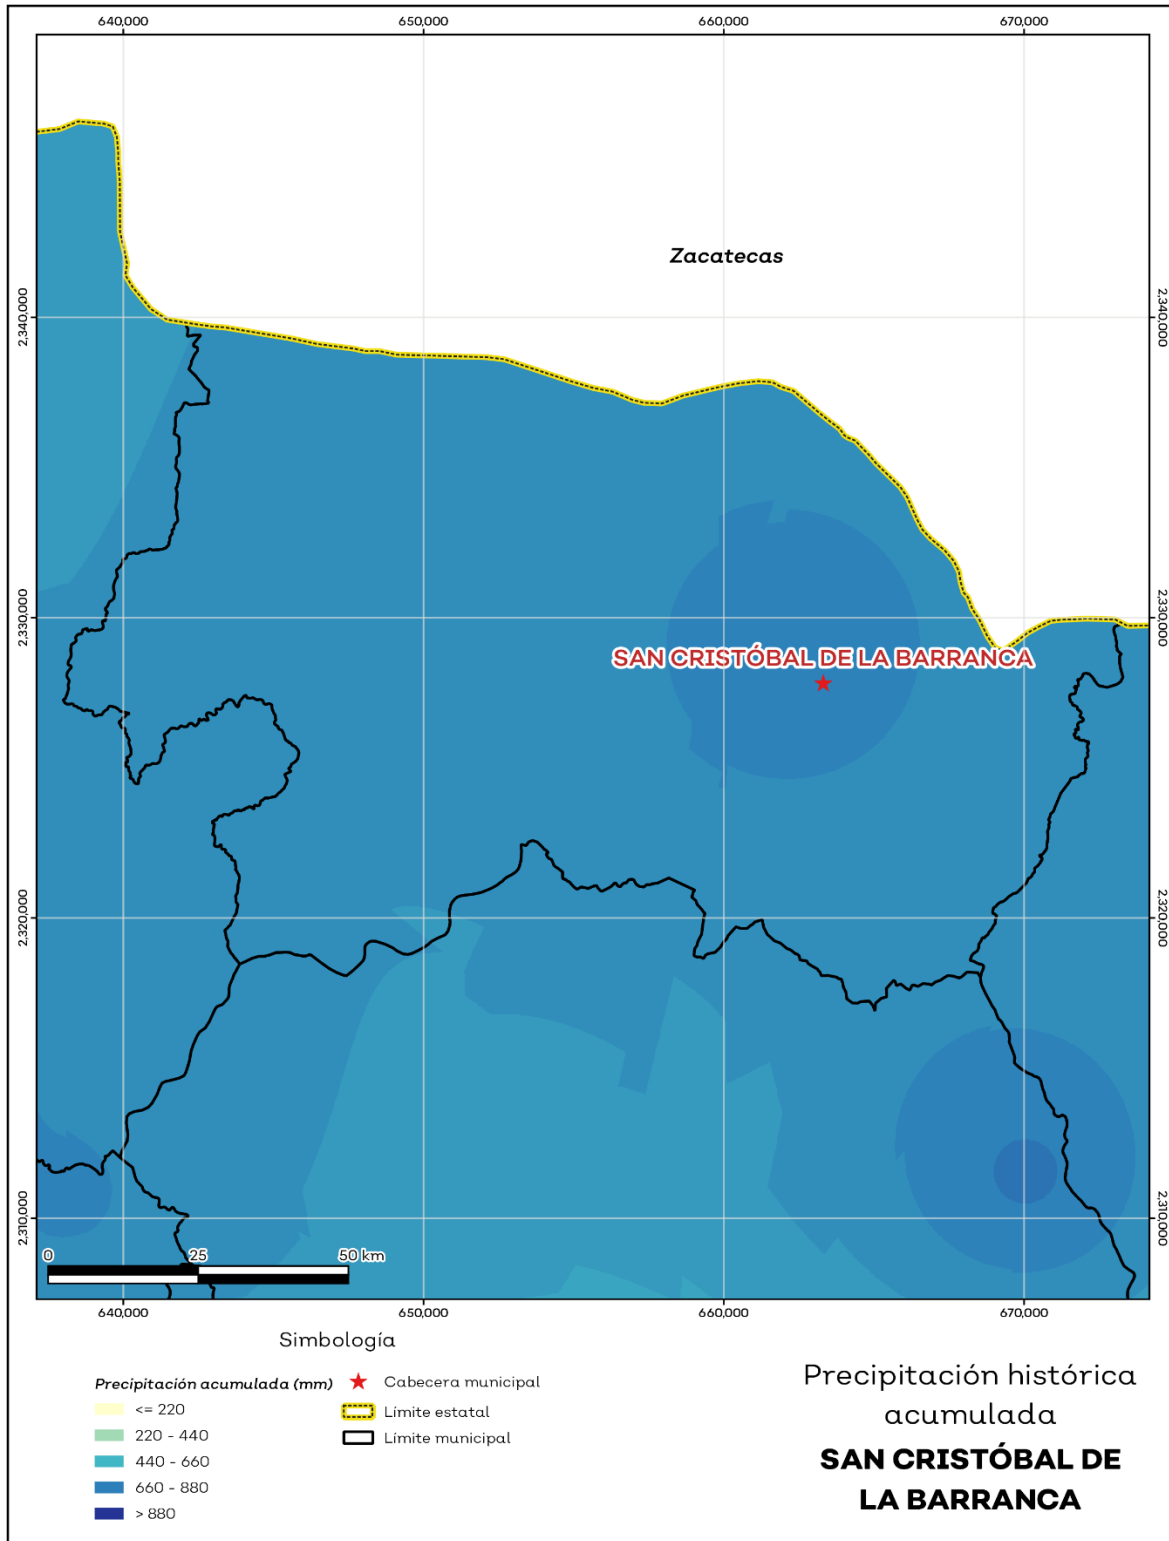 640,000 650,000 660,000 670,000
Zacatecas
2,340,000 2,340,000
2,330,000 2,330,000
SAN CRISTÓBAL DE LA BARRANCA
2,320,000 2,320,000
2,310,000 2,310,000
0 25 50 km
640,000 650,000 660,000 670,000
Simbología
Precipitación acumulada (mm)
<= 220
220 - 440
440 - 660
660 - 880
> 880
Cabecera municipal
Límite estatal
Límite municipal
Precipitación histórica
acumulada
SAN CRISTÓBAL DE
LA BARRANCA